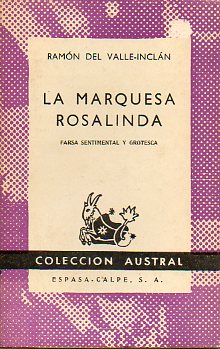 RAMÓN DEL VALLE-INCLÁN
LA MARQUESA
ROSALINDA
FARSA SENTIMENTAL Y GROTESCA
COLECCION AUSTRAL
ESPASA-CALPE, S. A.